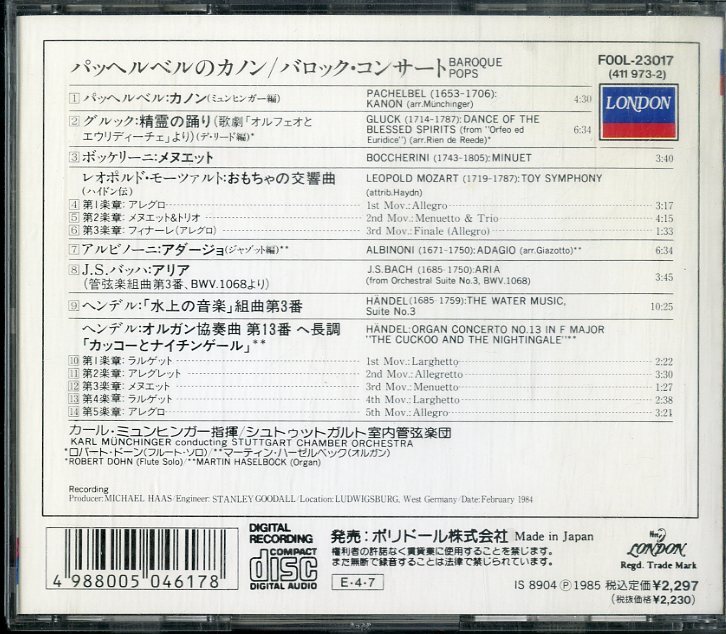 パッヘルベルのカノン/バロック・コンサート BAROQUE POPS
FOOL-23017
(411 973-2)
LONDON
1 パッヘルベル:カノン(ミュンヒンガー編) PACHELBEL (1653-1706): KANON (arr.Münchinger) 4:30
2 グルック:精霊の踊り(歌劇「オルフェオとエウリディーチェ」より)(デ・リード編)* GLUCK (1714-1787): DANCE OF THE BLESSED SPIRITS (from "Orfeo ed Euridice") (arr.Rien de Reede)* 6:34
3 ボッケリーニ:メヌエット BOCCHERINI (1743-1805): MINUET 3:40
レオポルド・モーツァルト:おもちゃの交響曲 (ハイドン伝) LEOPOLD MOZART (1719-1787): TOY SYMPHONY (attrib.Haydn)
4 第1楽章:アレグロ 1st Mov.: Allegro 3:17
5 第2楽章:メヌエット&トリオ 2nd Mov.: Menuetto & Trio 4:15
6 第3楽章:フィナーレ(アレグロ) 3rd Mov.: Finale (Allegro) 1:33
7 アルビノーニ:アダージョ(ジャゾット編)** ALBINONI (1671-1750): ADAGIO (arr.Giazotto)** 6:34
8 J.S.バッハ:アリア (管弦楽組曲第3番、BWV.1068より) J.S.BACH (1685-1750): ARIA (from Orchestral Suite No.3, BWV.1068) 3:45
9 ヘンデル:「水上の音楽」組曲第3番 HÄNDEL(1685-1759):THE WATER MUSIC, Suite No.3 10:25
ヘンデル:オルガン協奏曲 第13番 ヘ長調「カッコーとナイチンゲール」** HÄNDEL:ORGAN CONCERTO NO.13 IN F MAJOR "THE CUCKOO AND THE NIGHTINGALE"**
10 第1楽章:ラルゲット 1st Mov.: Larghetto 2:22
11 第2楽章:アレグレット 2nd Mov.: Allegretto 3:30
12 第3楽章:メヌエット 3rd Mov.: Menuetto 1:27
13 第4楽章:ラルゲット 4th Mov.: Larghetto 2:38
14 第5楽章:アレグロ 5th Mov.: Allegro 3:21
カール・ミュンヒンガー指揮/シュトゥットガルト室内管弦楽団
KARL MÜNCHINGER conducting STUTTGART CHAMBER ORCHESTRA
*ロバート・ドーン(フルート・ソロ)/**マーティン・ハーゼルベック(オルガン)
*ROBERT DOHN (Flute Solo)/**MARTIN HASELBOCK (Organ)
Recording
Producer: MICHAEL HAAS/Engineer: STANLEY GOODALL/Location: LUDWIGSBURG, West Germany/Date: February 1984
4 988005 046178
DIGITAL RECORDING
COMPACT disc DIGITAL AUDIO
発売:ポリドール株式会社 Made in Japan
権利者の許諾なく賃貸業に使用することを禁じます。
また無断で録音することは法律で禁じられています。
E・4・7
LONDON
Regd. Trade Mark
IS 8904 Ⓟ 1985 税込定価¥2,297
(税抜価格¥2,230)